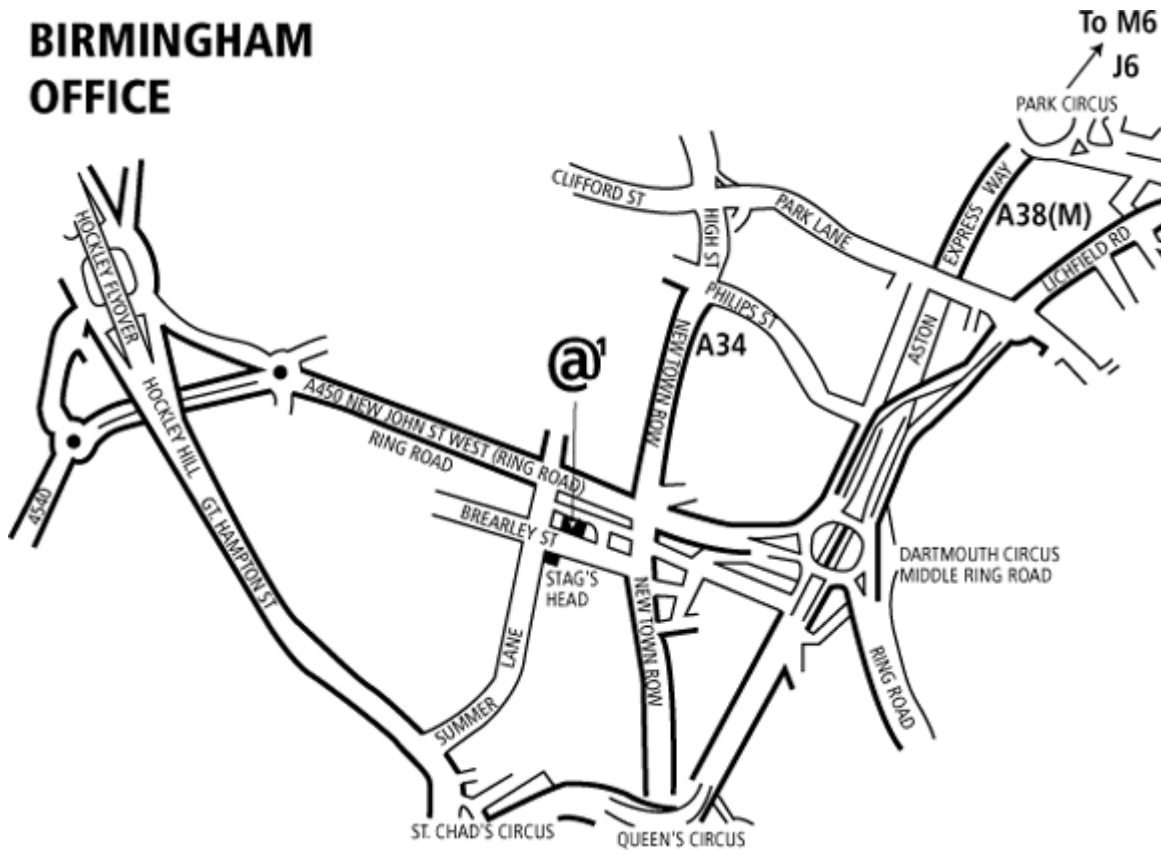 BIRMINGHAM
OFFICE
To M6
J6
PARK CIRCUS
CLIFFORD ST
PARK LANE
EXPRESS WAY
A38(M)
LICHFIELD RD
HIGH ST
HOCKLEY FLYOVER
PHILIPS ST
NEW TOWN ROW
A34
ASTON
@1
A450 NEW JOHN ST WEST (RING ROAD)
RING ROAD
HOCKLEY HILL
GT. HAMPTON ST
4540
BREARLEY ST
STAG'S
HEAD
DARTMOUTH CIRCUS
MIDDLE RING ROAD
NEW TOWN ROW
SUMMER LANE
RING ROAD
ST. CHAD'S CIRCUS
QUEEN'S CIRCUS